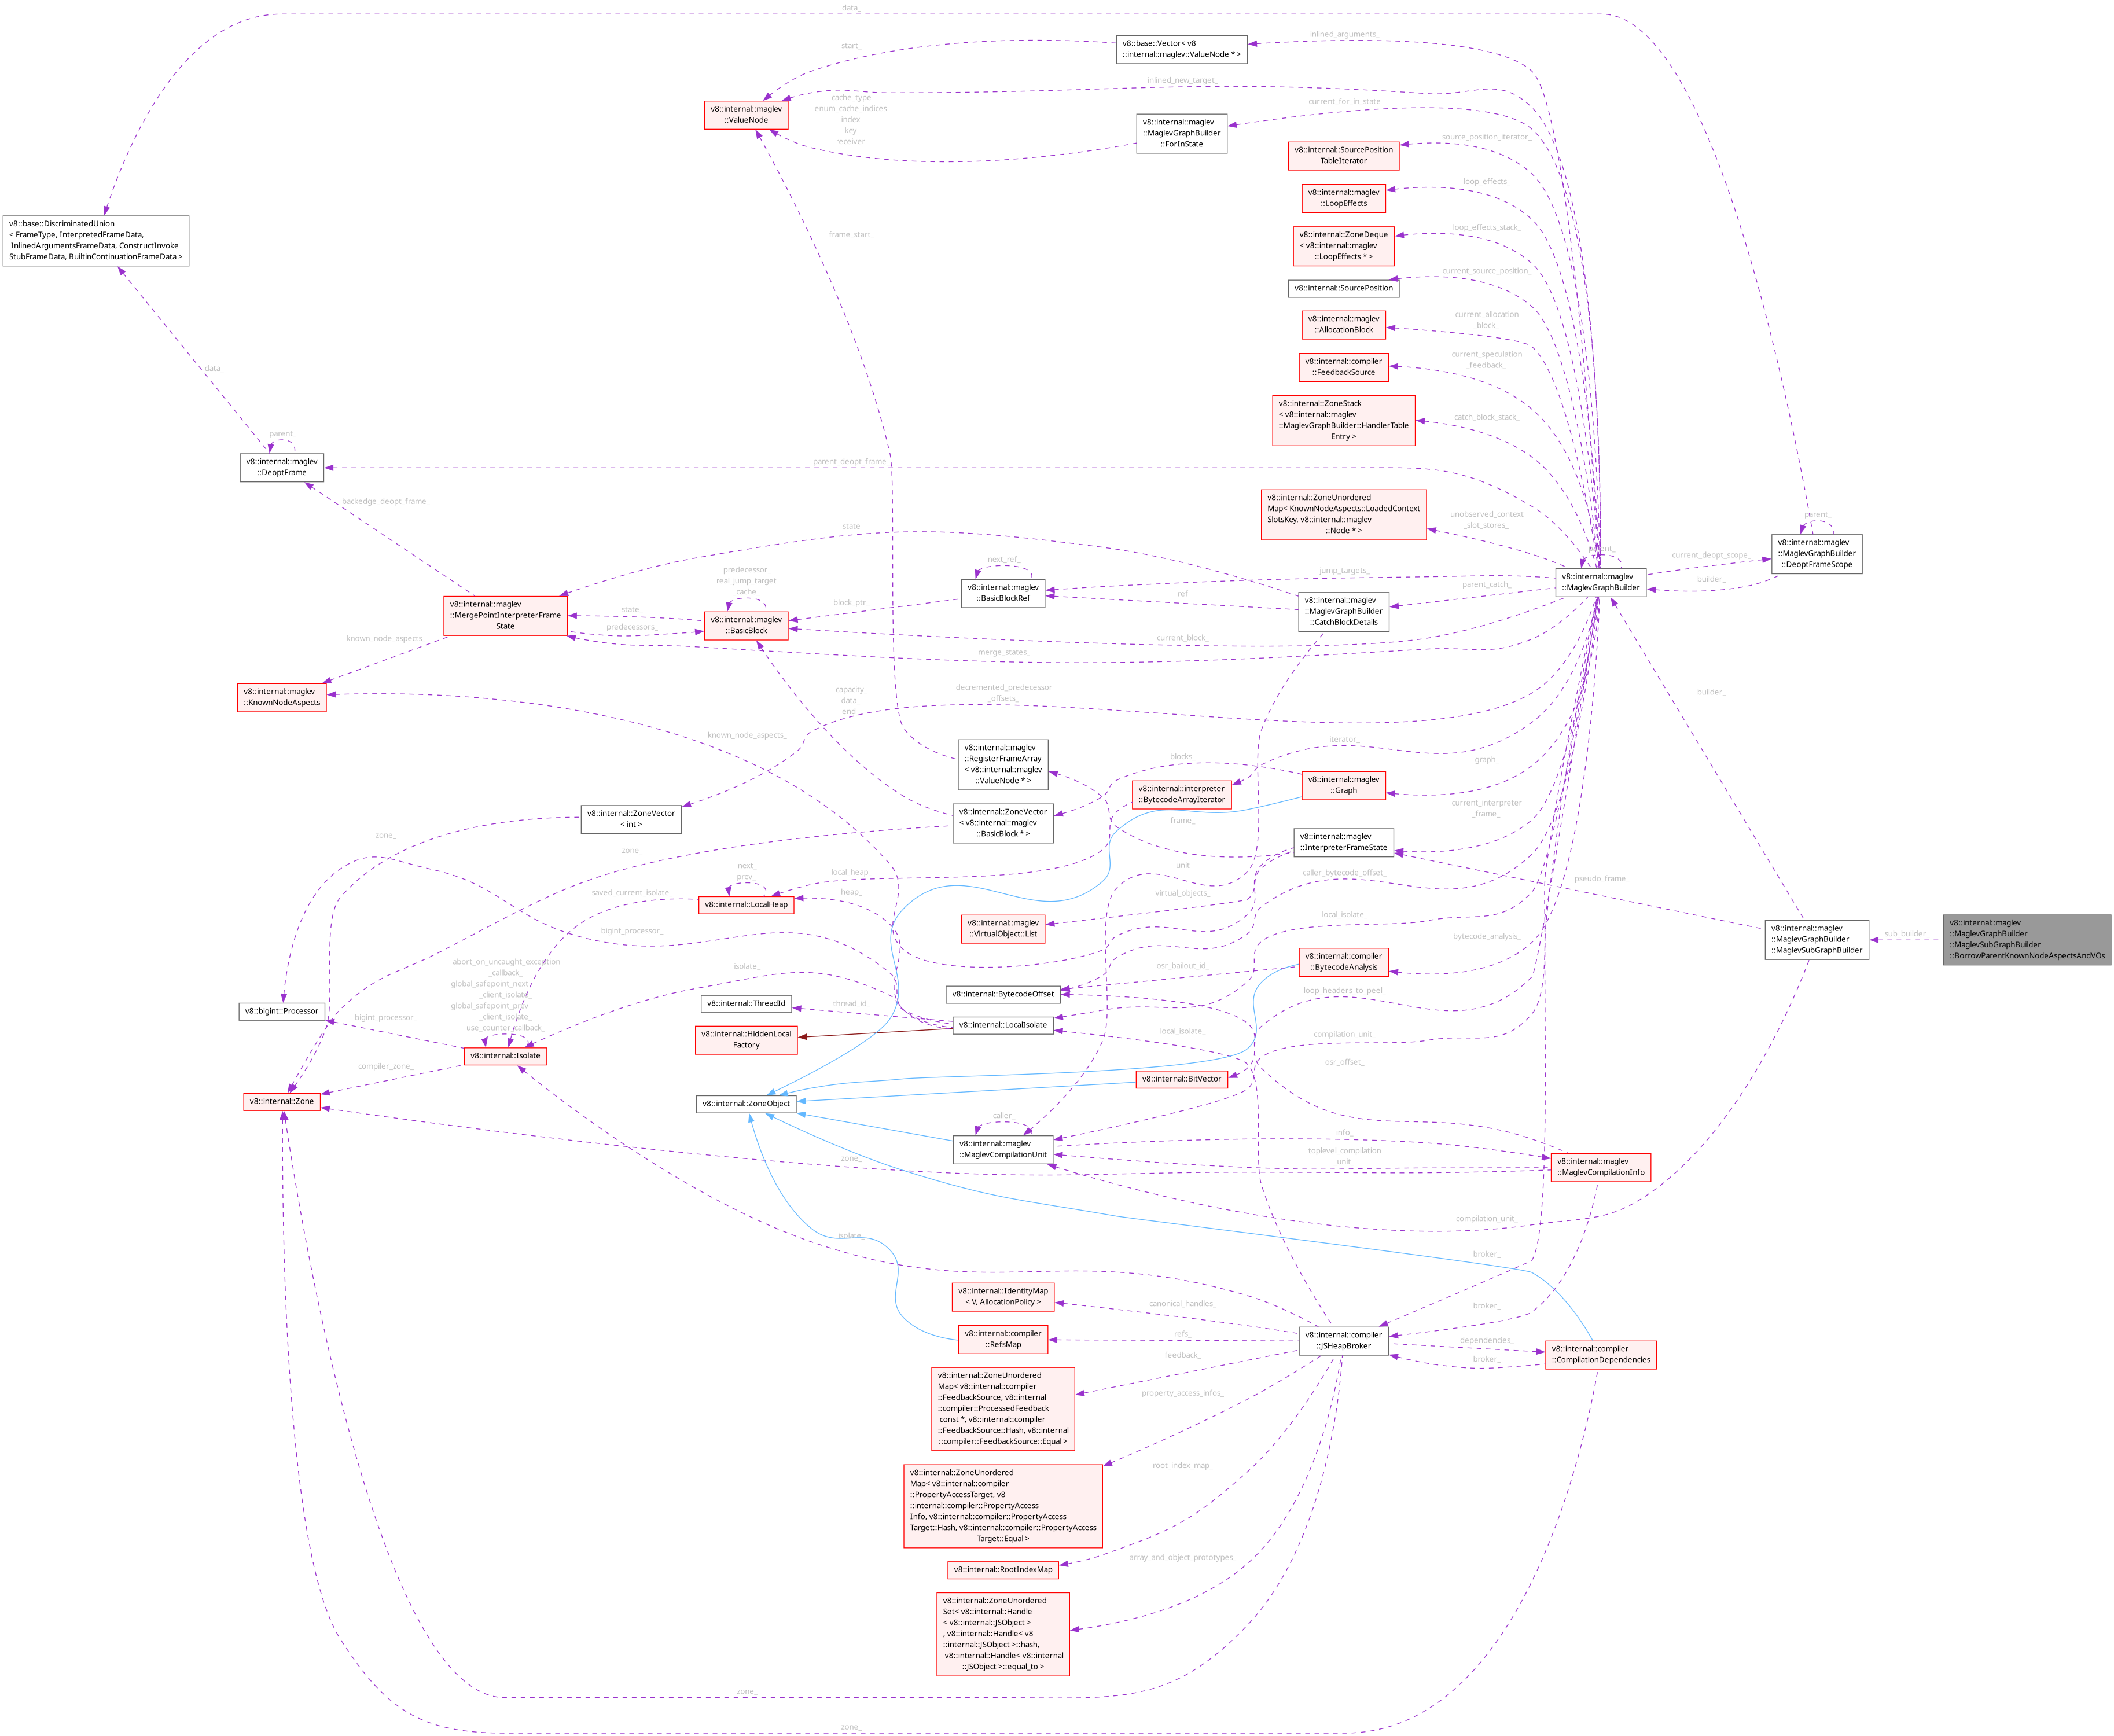 data_
v8::base::Vector< v8
::internal::maglev::ValueNode * >
start_
inlined_arguments_
inlined_new_target_
v8::internal::maglev
::ValueNode
cache_type
enum_cache_indices
index
key
receiver
v8::internal::maglev
::MaglevGraphBuilder
::ForInState
current_for_in_state
v8::internal::SourcePosition
TableIterator
source_position_iterator_
v8::internal::maglev
::LoopEffects
loop_effects_
v8::internal::ZoneDeque
< v8::internal::maglev
::LoopEffects * >
loop_effects_stack_
v8::internal::SourcePosition
current_source_position_
v8::internal::maglev
::AllocationBlock
current_allocation
_block_
v8::internal::compiler
::FeedbackSource
current_speculation
_feedback_
v8::internal::ZoneStack
< v8::internal::maglev
::MaglevGraphBuilder::HandlerTable
Entry >
catch_block_stack_
v8::base::DiscriminatedUnion
< FrameType, InterpretedFrameData,
InlinedArgumentsFrameData, ConstructInvoke
StubFrameData, BuiltinContinuationFrameData >
data_
frame_start_
parent_
v8::internal::maglev
::DeoptFrame
parent_deopt_frame_
backedge_deopt_frame_
v8::internal::ZoneUnordered
Map< KnownNodeAspects::LoadedContext
SlotsKey, v8::internal::maglev
::Node * >
unobserved_context
_slot_stores_
state_
parent_
v8::internal::maglev
::MaglevGraphBuilder
current_deopt_scope_
builder_
parent_
v8::internal::maglev
::MaglevGraphBuilder
::DeoptFrameScope
v8::internal::maglev
::MergePointInterpreterFrame
State
state_
predecessors_
predecessor_
real_jump_target
_cache_
v8::internal::maglev
::BasicBlock
block_ptr_
next_ref_
v8::internal::maglev
::BasicBlockRef
jump_targets_
ref
v8::internal::maglev
::MaglevGraphBuilder
::CatchBlockDetails
parent_catch_
current_block_
merge_states_
known_node_aspects_
v8::internal::maglev
::KnownNodeAspects
known_node_aspects_
capacity_
data_
end_
decremented_predecessor
_offsets_
builder_
v8::internal::maglev
::RegisterFrameArray
< v8::internal::maglev
::ValueNode * >
iterator_
blocks_
graph_
v8::internal::interpreter
::BytecodeArrayIterator
v8::internal::maglev
::Graph
v8::internal::ZoneVector
< int >
v8::internal::ZoneVector
< v8::internal::maglev
::BasicBlock * >
frame_
current_interpreter
_frame_
zone_
zone_
v8::internal::maglev
::InterpreterFrameState
unit
next_
prev_
local_heap_
heap_
saved_current_isolate_
v8::internal::LocalHeap
caller_bytecode_offset_
pseudo_frame_
virtual_objects_
v8::internal::maglev
::VirtualObject::List
bigint_processor_
local_isolate_
bytecode_analysis_
v8::internal::maglev
::MaglevGraphBuilder
::MaglevSubGraphBuilder
sub_builder_
v8::internal::maglev
::MaglevGraphBuilder
::MaglevSubGraphBuilder
::BorrowParentKnownNodeAspectsAndVOs
abort_on_uncaught_exception
_callback_
global_safepoint_next
_client_isolate_
global_safepoint_prev
_client_isolate_
use_counter_callback_
isolate_
osr_bailout_id_
v8::internal::compiler
::BytecodeAnalysis
v8::internal::BytecodeOffset
loop_headers_to_peel_
v8::bigint::Processor
bigint_processor_
v8::internal::ThreadId
thread_id_
v8::internal::LocalIsolate
v8::internal::HiddenLocal
Factory
local_isolate_
compilation_unit_
osr_offset_
v8::internal::Isolate
compiler_zone_
v8::internal::Zone
v8::internal::BitVector
v8::internal::ZoneObject
caller_
v8::internal::maglev
::MaglevCompilationUnit
info_
toplevel_compilation
_unit_
zone_
v8::internal::maglev
::MaglevCompilationInfo
compilation_unit_
isolate_
broker_
v8::internal::IdentityMap
< V, AllocationPolicy >
canonical_handles_
broker_
v8::internal::compiler
::RefsMap
refs_
v8::internal::compiler
::JSHeapBroker
dependencies_
broker_
v8::internal::compiler
::CompilationDependencies
feedback_
v8::internal::ZoneUnordered
Map< v8::internal::compiler
::FeedbackSource, v8::internal
::compiler::ProcessedFeedback
const *, v8::internal::compiler
::FeedbackSource::Hash, v8::internal
::compiler::FeedbackSource::Equal >
property_access_infos_
v8::internal::ZoneUnordered
Map< v8::internal::compiler
::PropertyAccessTarget, v8
::internal::compiler::PropertyAccess
Info, v8::internal::compiler::PropertyAccess
Target::Hash, v8::internal::compiler::PropertyAccess
Target::Equal >
root_index_map_
v8::internal::RootIndexMap
array_and_object_prototypes_
v8::internal::ZoneUnordered
Set< v8::internal::Handle
< v8::internal::JSObject >
, v8::internal::Handle< v8
::internal::JSObject >::hash,
v8::internal::Handle< v8::internal
::JSObject >::equal_to >
zone_
zone_